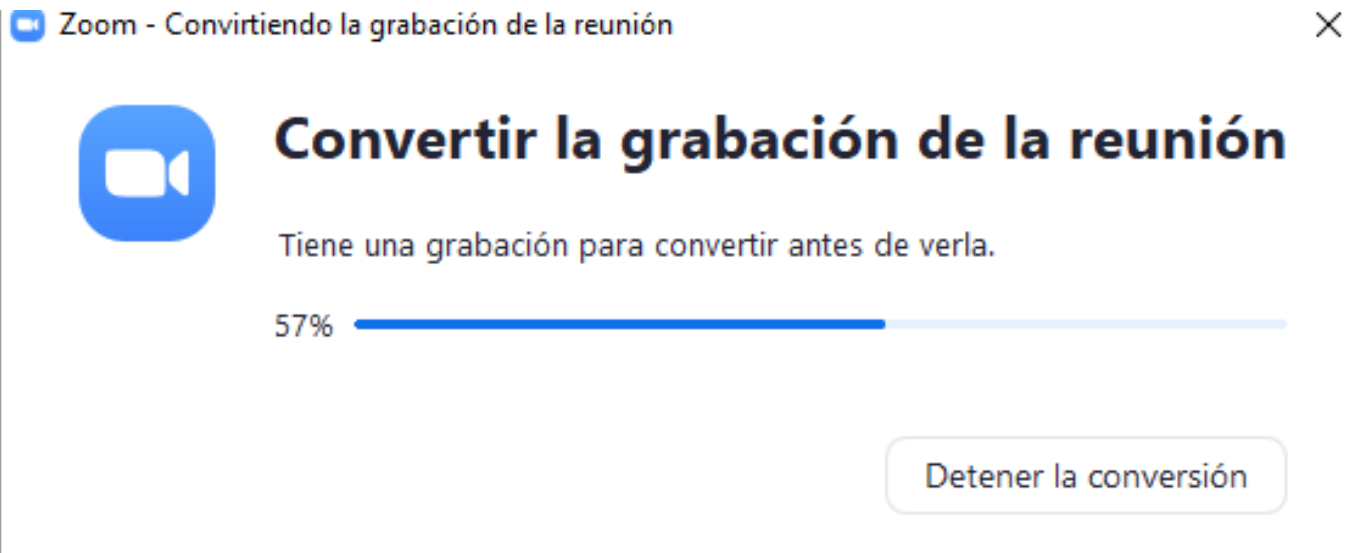 Zoom - Convirtiendo la grabación de la reunión
Convertir la grabación de la reunión
Tiene una grabación para convertir antes de verla.
57%
Detener la conversión